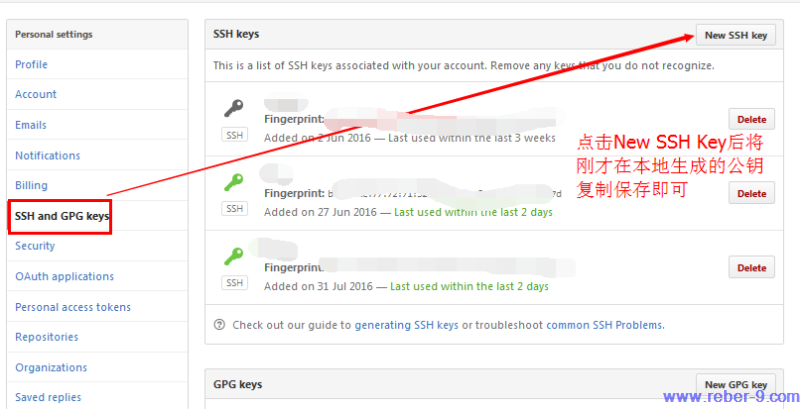 Personal settings
Profile
Account
Emails
Notifications
Billing
SSH and GPG keys
Security
OAuth applications
Personal access tokens
Repositories
Organizations
Saved replies
SSH keys
New SSH key
This is a list of SSH keys associated with your account. Remove any keys that you do not recognize.
SSH
Fingerprint:
Added on 2 Jun 2016 — Last used within the last 3 weeks
Delete
SSH
Fingerprint:
Added on 27 Jun 2016 — Last used within the last 2 days
Delete
SSH
Fingerprint:
Added on 31 Jul 2016 — Last used within the last 2 days
Delete
点击New SSH Key后将
刚才在本地生成的公钥
复制保存即可
Check out our guide to generating SSH keys or troubleshoot common SSH Problems.
GPG keys
New GPG key
www.reber-9.com